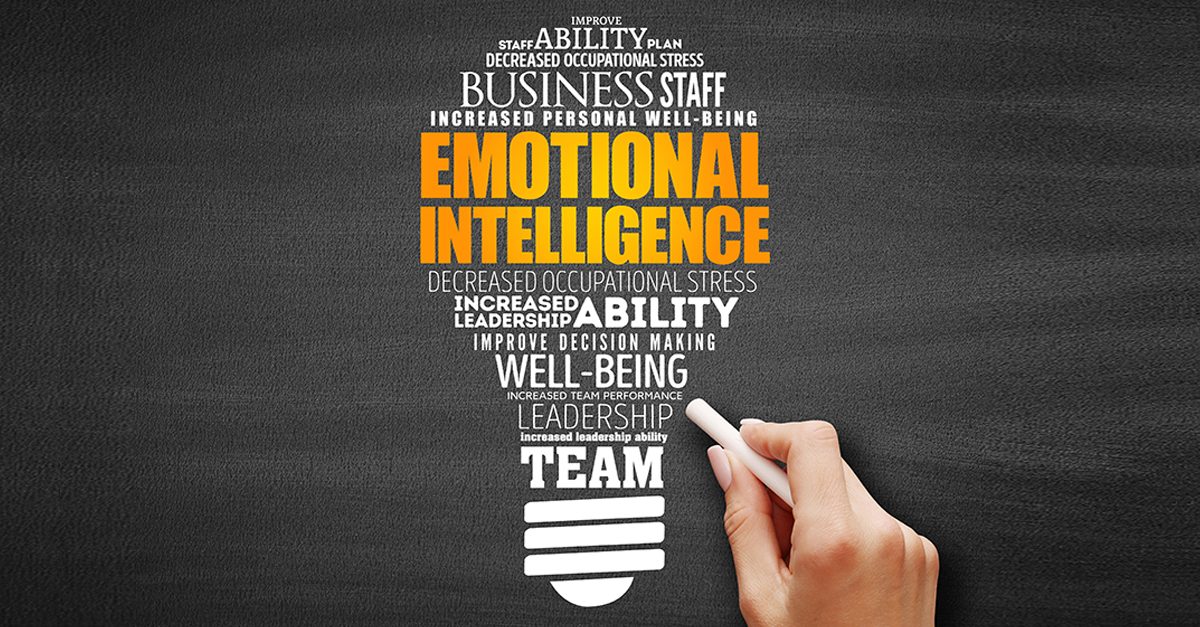 IMPROVE
STAFF ABILITY PLAN
DECREASED OCCUPATIONAL STRESS
BUSINESS STAFF
INCREASED PERSONAL WELL-BEING
EMOTIONAL
INTELLIGENCE
DECREASED OCCUPATIONAL STRESS
INCREASED
LEADERSHIP ABILITY
IMPROVE DECISION MAKING
WELL-BEING
INCREASED TEAM PERFORMANCE
LEADERSHIP
increased leadership ability
TEAM